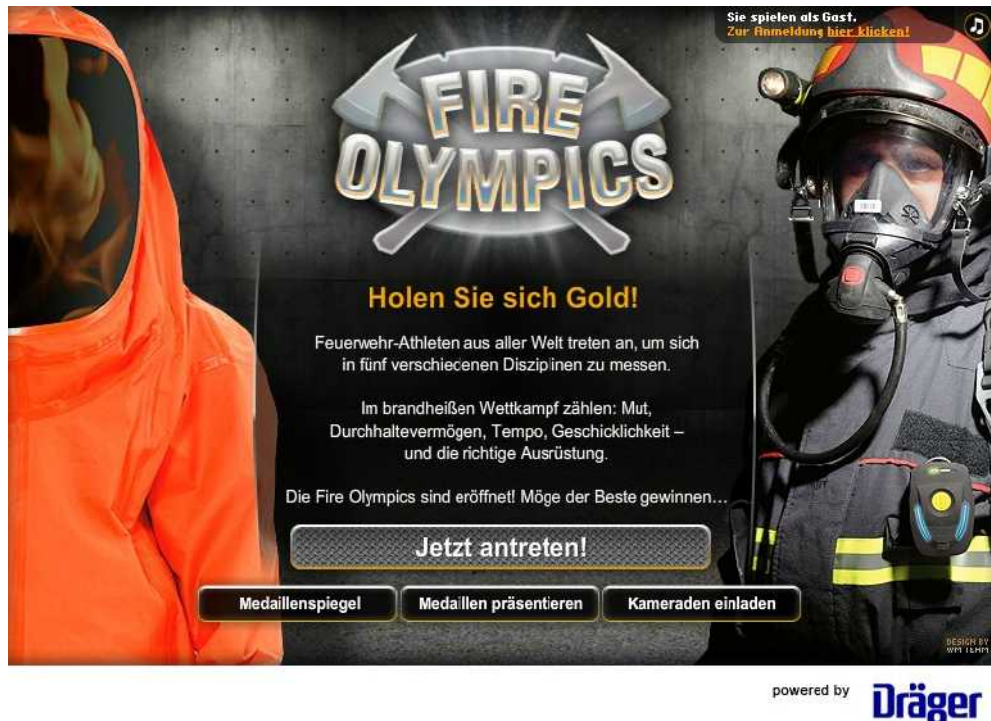 Sie spielen als Gast.
Zur Anmeldung hier klicken!
FIRE
OLYMPICS
Holen Sie sich Gold!
Feuerwehr-Athleten aus aller Welt treten an, um sich
in fünf verschiedenen Disziplinen zu messen.
Im brandheißen Wettkampf zählen: Mut,
Durchhaltevermögen, Tempo, Geschicklichkeit –
und die richtige Ausrüstung.
Die Fire Olympics sind eröffnet! Möge der Beste gewinnen…
Jetzt antreten!
Medaillenspiegel
Medaillen präsentieren
Kameraden einladen
DESIGN BY
WM TEAM
powered by
Dräger